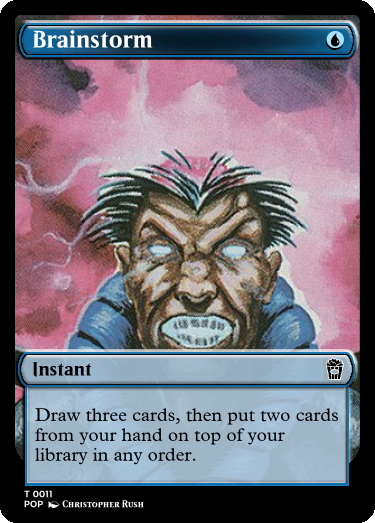 Brainstorm
Instant
Draw three cards, then put two cards
from your hand on top of your
library in any order.
T 0011
POP Christopher Rush